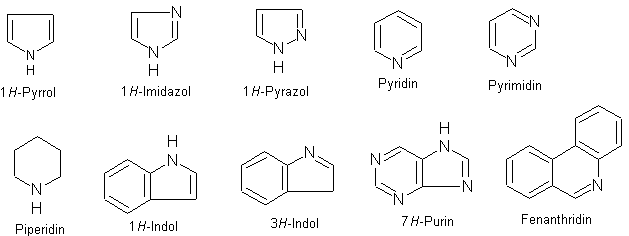 N
H
1H-Pyrrol
N
N
H
1H-Imidazol
N
N
H
1H-Pyrazol
N
Pyridin
N
N
Pyrimidin
N
H
Piperidin
H
N
1H-Indol
N
3H-Indol
H
N
N
N
N
7H-Purin
N
Fenanthridin